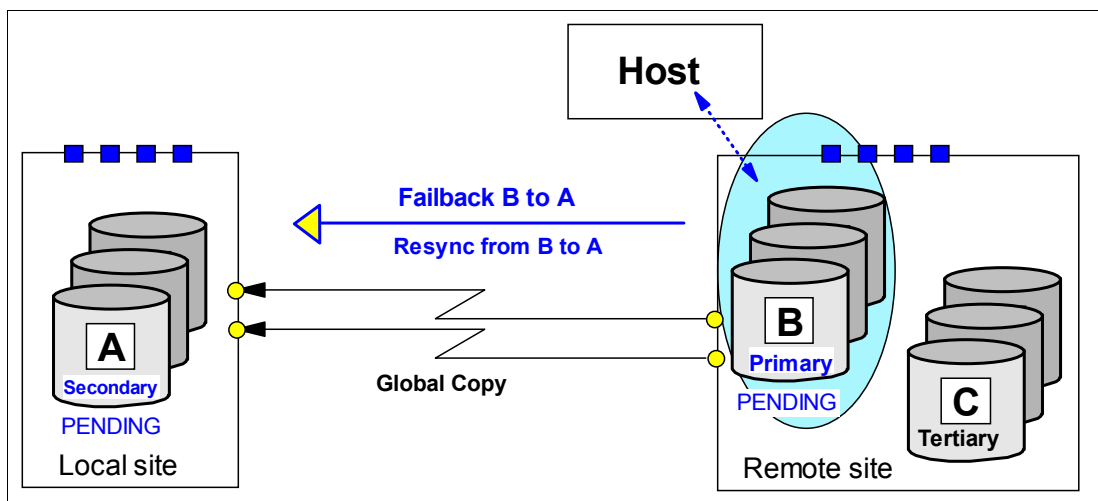 Host
Failback B to A
Resync from B to A
A
Secondary
PENDING
Local site
Global Copy
B
Primary
PENDING
C
Tertiary
Remote site